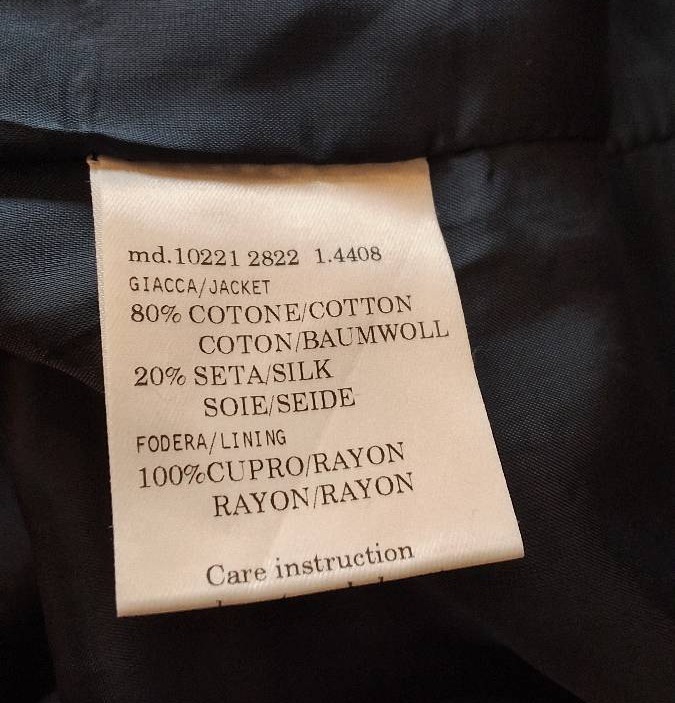 md.10221 2822 1.4408
GIACCA/JACKET
80% COTONE/COTTON
COTON/BAUMWOLL
20% SETA/SILK
SOIE/SEIDE
FODERA/LINING
100%CUPRO/RAYON
RAYON/RAYON
Care instruction